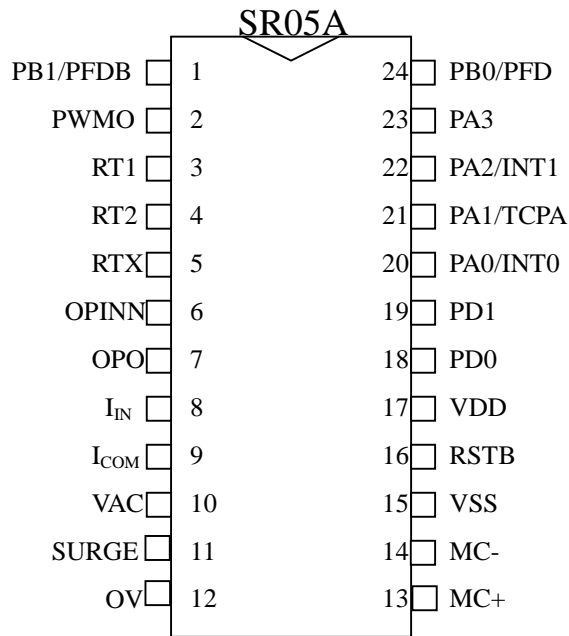 SR05A
PB1/PFDB 1 24 PB0/PFD
PWMO 2 23 PA3
RT1 3 22 PA2/INT1
RT2 4 21 PA1/TCPA
RTX 5 20 PA0/INT0
OPINN 6 19 PD1
OPO 7 18 PD0
IIN 8 17 VDD
ICOM 9 16 RSTB
VAC 10 15 VSS
SURGE 11 14 MC-
OV 12 13 MC+